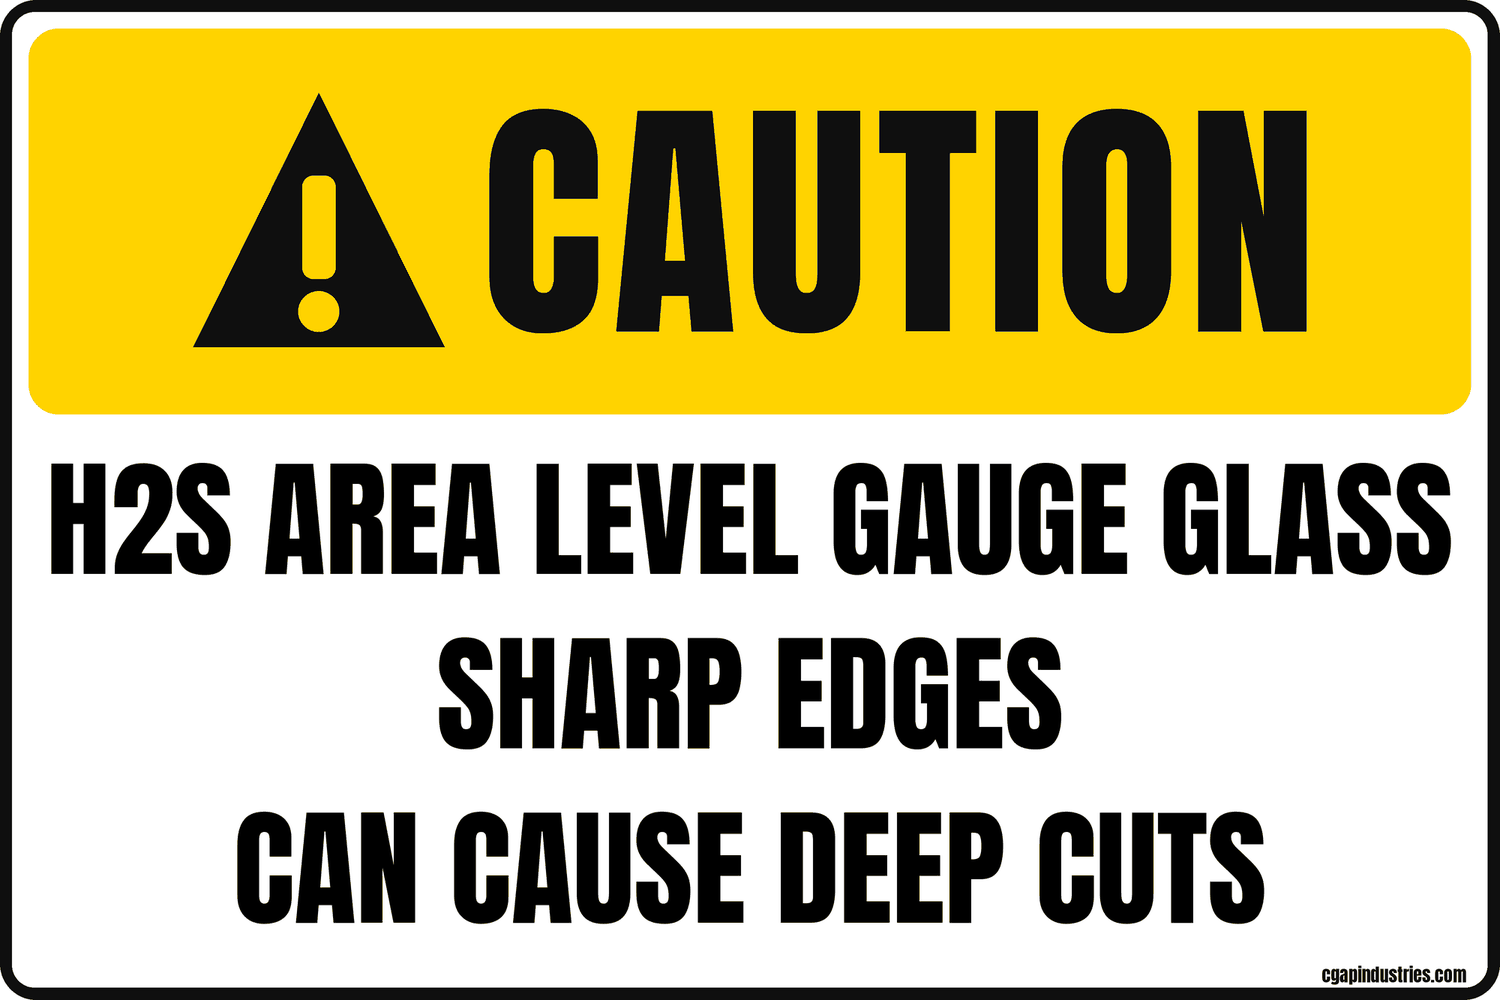 CAUTION
H2S AREA LEVEL GAUGE GLASS
SHARP EDGES
CAN CAUSE DEEP CUTS
cgapindustries.com